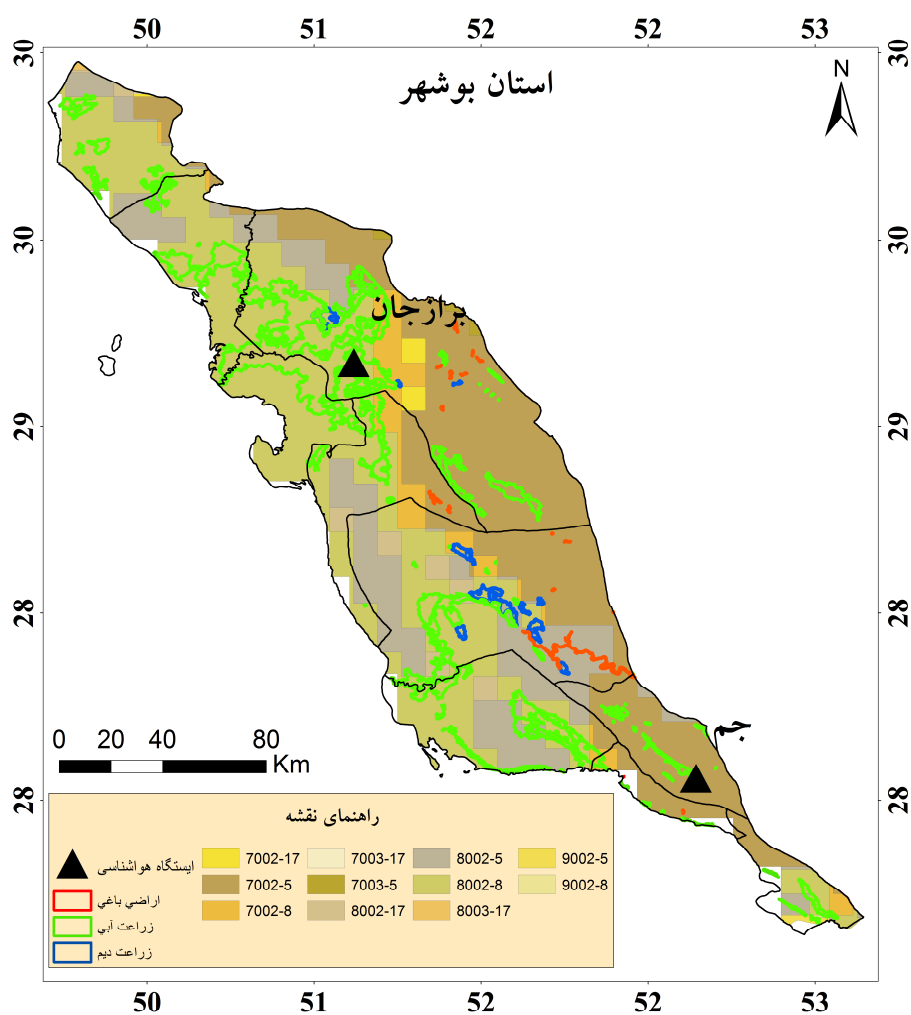 50 51 52 52 53
30 30
استان بوشهر
N
30 30
برازجان
29 29
28 28
جم
0 20 40 80
Km
28 28
راهنمای نقشه
ایستگاه هواشناسی
اراضي باغي
زراعت آبي
زراعت ديم
7002-17 7003-17 8002-5 9002-5
7002-5 7003-5 8002-8 9002-8
7002-8 8002-17 8003-17
50 51 52 52 53